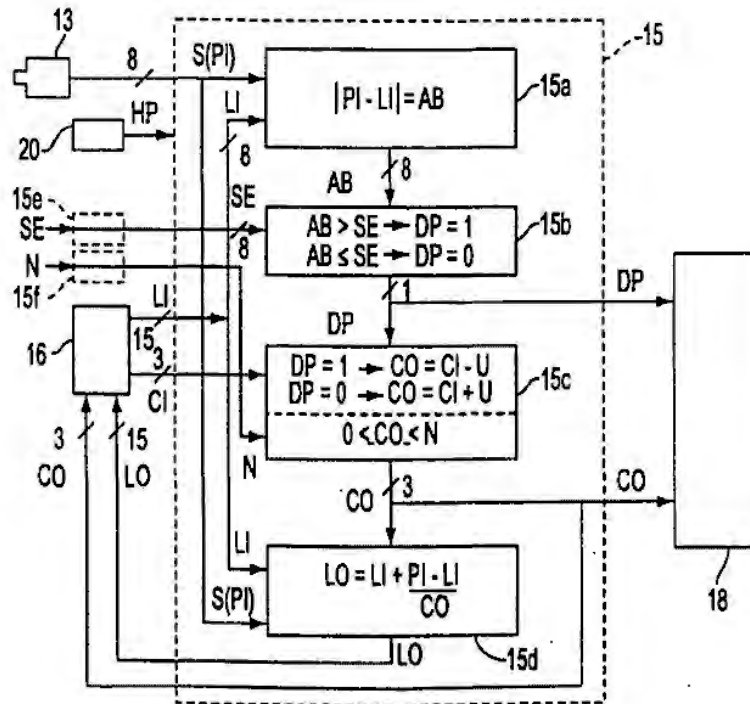 13
15
8
S(PI)
|PI - LI| = AB
15a
LI
HP
20
8
8
AB
15e
SE
SE
8
AB > SE → DP = 1
AB ≤ SE → DP = 0
15b
N
15f
1
DP
DP
LI
15
16
3
CI
DP = 1 → CO = CI - U
DP = 0 → CO = CI + U
15c
0 ≤ CO ≤ N
N
3
15
CO
LO
CO
3
CO
LI
LO = LI + PI - LI
CO
S(PI)
18
LO
15d